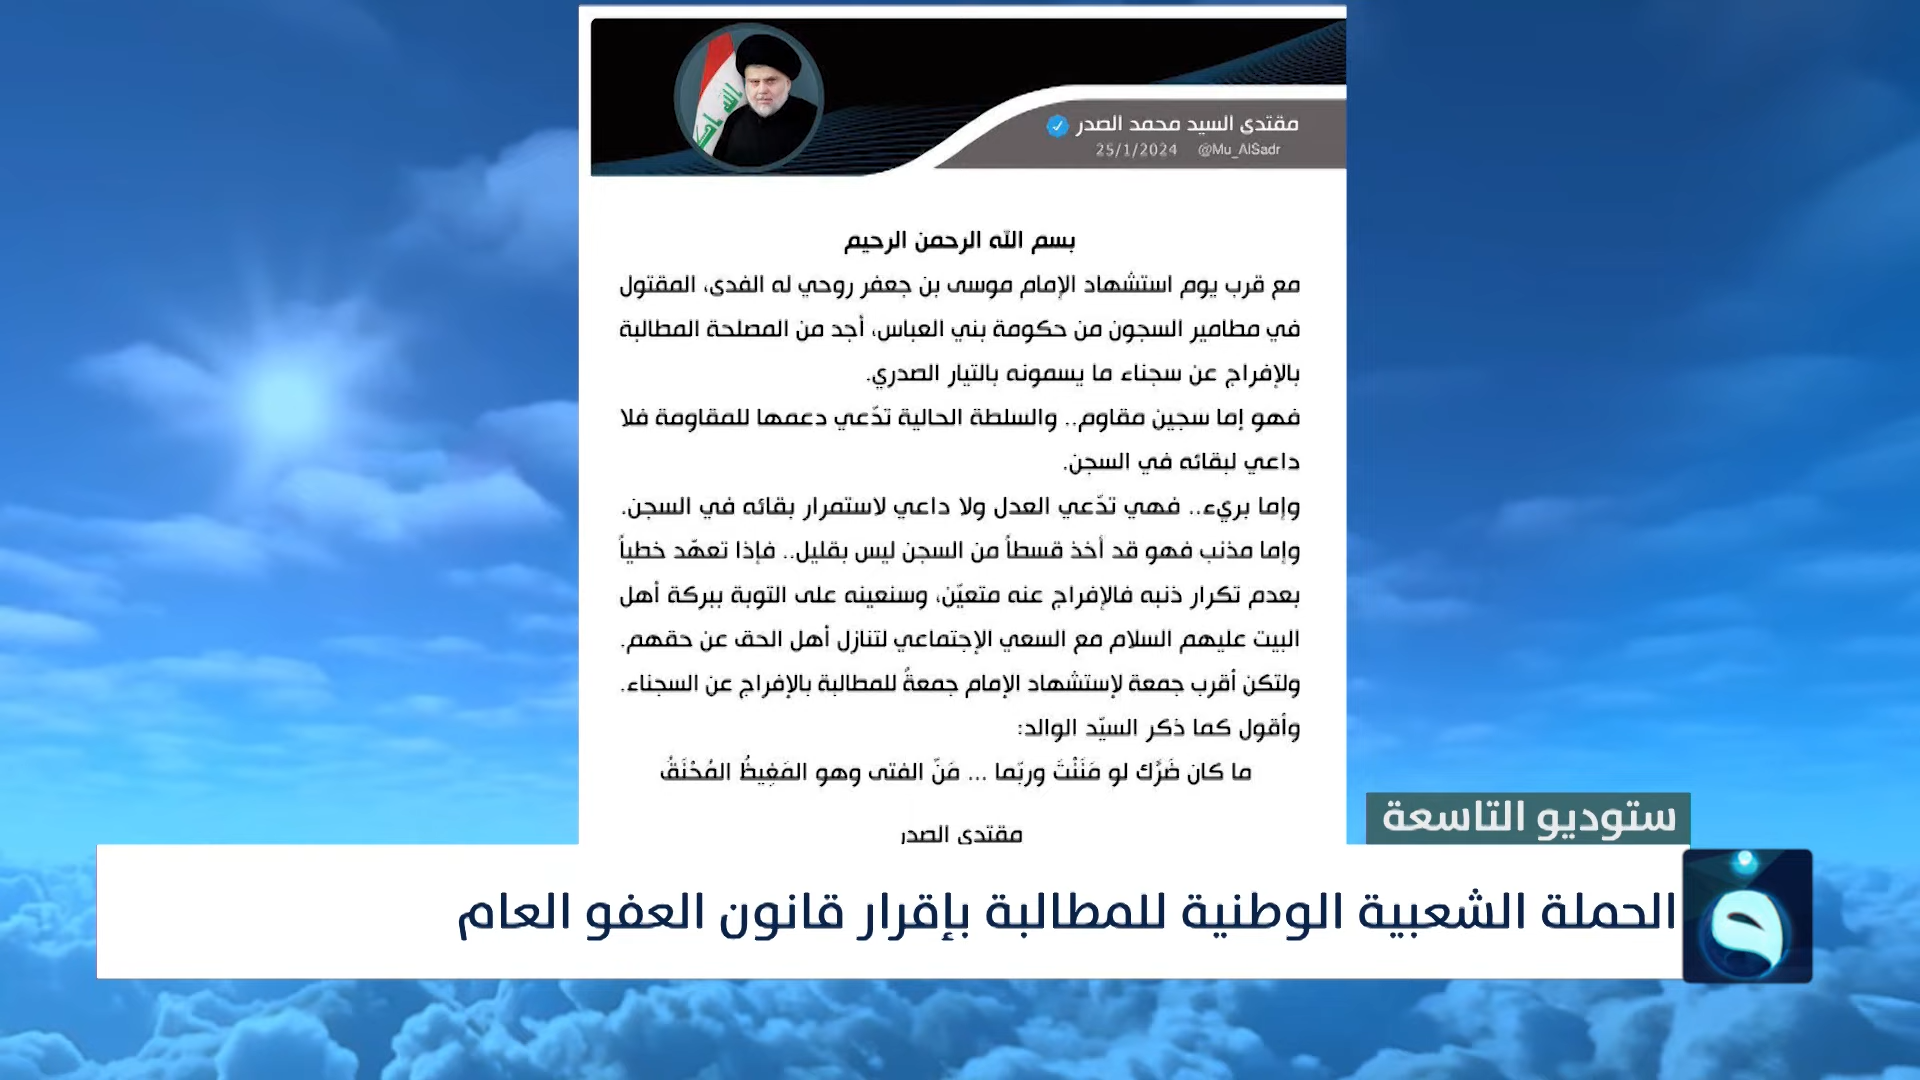 مقتدى السيد محمد الصدر
@Mu_AlSadr 25/1/2024
بسم الله الرحمن الرحيم
مع قرب يوم استشهاد الإمام موسى بن جعفر روحي له الفدى، المقتول
في مطامير السجون من حكومة بني العباس، أجد من المصلحة المطالبة
بالإفراج عن سجناء ما يسمونه بالتيار الصدري.
فهو إما سجين مقاوم.. والسلطة الحالية تدّعي دعمها للمقاومة فلا
داعي لبقائه في السجن.
وإما بريء.. فهي تدّعي العدل ولا داعي لاستمرار بقائه في السجن.
وإما مذنب فهو قد أخذ قسطاً من السجن ليس بقليل.. فإذا تعهّد خطياً
بعدم تكرار ذنبه فالإفراج عنه متعيّن، وسنعينه على التوبة ببركة أهل
البيت عليهم السلام مع السعي الإجتماعي لتنازل أهل الحق عن حقهم.
ولتكن أقرب جمعة لإستشهاد الإمام جمعةً للمطالبة بالإفراج عن السجناء.
وأقول كما ذكر السيّد الوالد:
ما كان ضَرَّك لو مَنَنْتَ وربّما ... مَنّ الفتى وهو المَغِيظُ المُحْنَقُ
مقتدى الصدر
ستوديو التاسعة
الحملة الشعبية الوطنية للمطالبة بإقرار قانون العفو العام